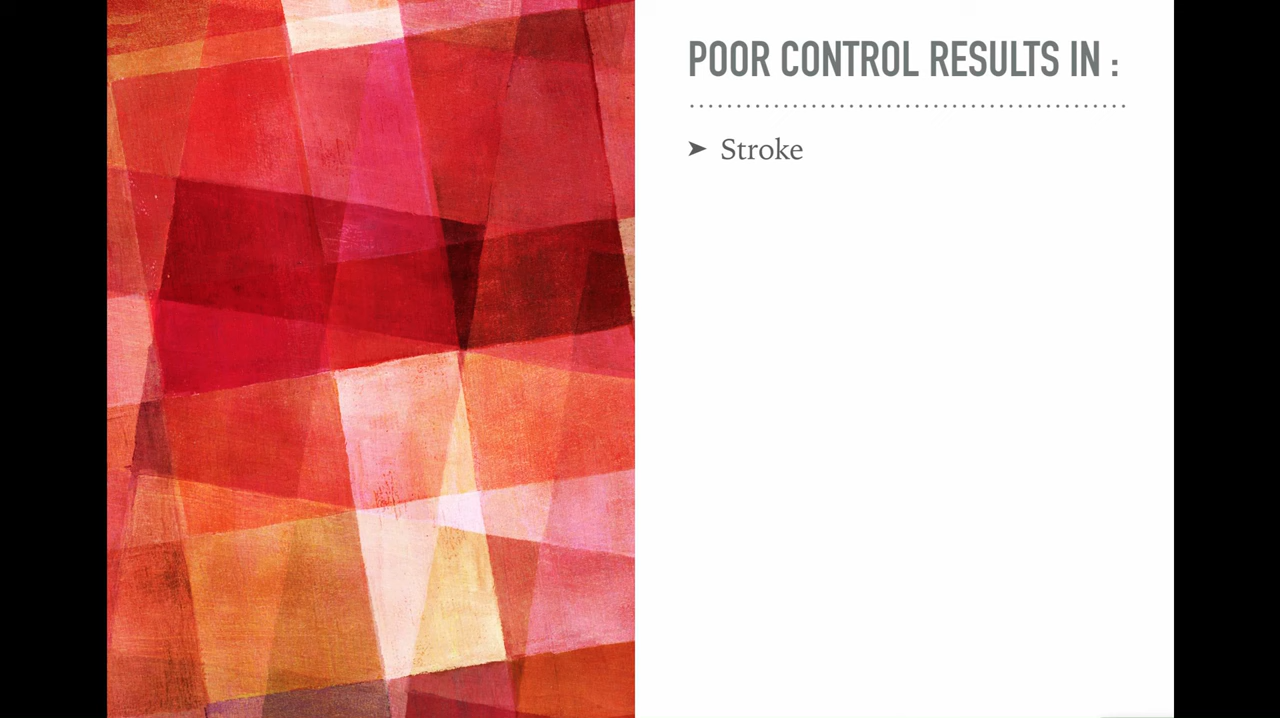 POOR CONTROL RESULTS IN :
➤ Stroke